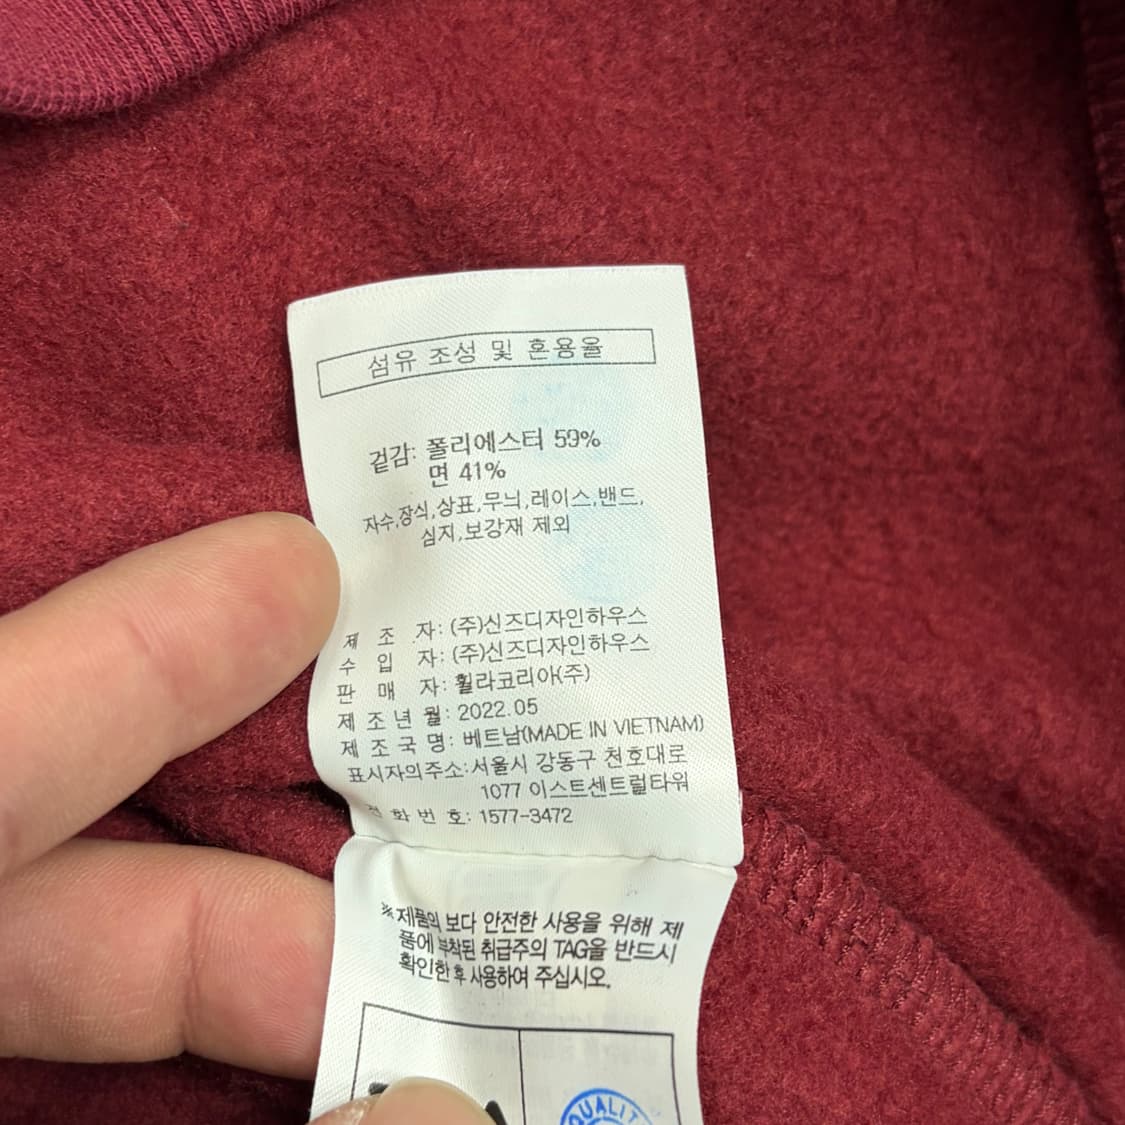 섬유 조성 및 혼용율
겉감: 폴리에스터 59%
면 41%
자수,장식,상표,무늬,레이스,밴드,
심지,보강재 제외
제 조 자: (주)신즈디자인하우스
수 입 자: (주)신즈디자인하우스
판 매 자: 휠라코리아(주)
제 조 년 월: 2022.05
제 조 국 명: 베트남(MADE IN VIETNAM)
표시자의주소:서울시 강동구 천호대로
1077 이스트센트럴타워
전 화 번 호: 1577-3472
※제품의 보다 안전한 사용을 위해 제
품에 부착된 취급주의 TAG을 반드시
확인한 후 사용하여 주십시오.
QUALIT